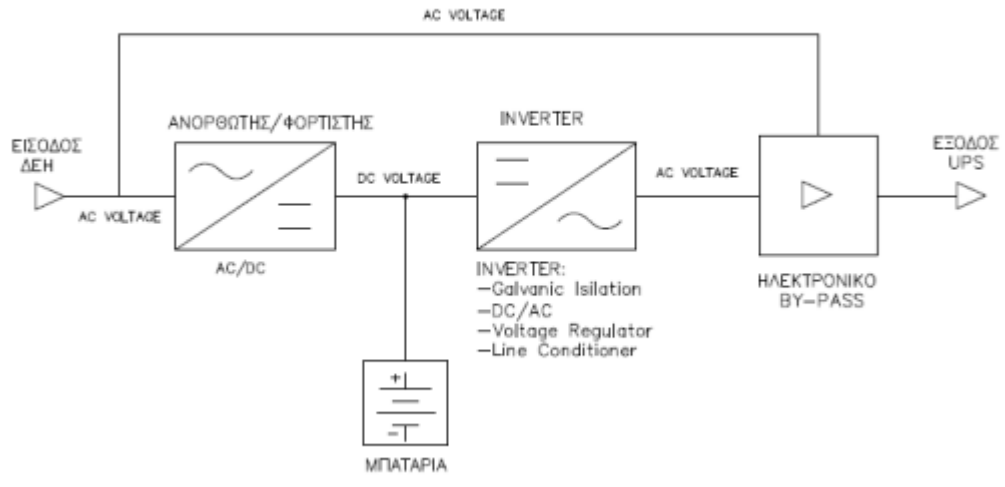 AC VOLTAGE
ΑΝΟΡΘΩΤΗΣ/ΦΟΡΤΙΣΤΗΣ
INVERTER
ΕΙΣΟΔΟΣ
ΔΕΗ
ΕΞΟΔΟΣ
UPS
DC VOLTAGE
AC VOLTAGE
AC VOLTAGE
AC/DC
INVERTER:
-Galvanic Isilation
-DC/AC
-Voltage Regulator
-Line Conditioner
ΗΛΕΚΤΡΟΝΙΚΟ
BY-PASS
+
-
ΜΠΑΤΑΡΙΑ